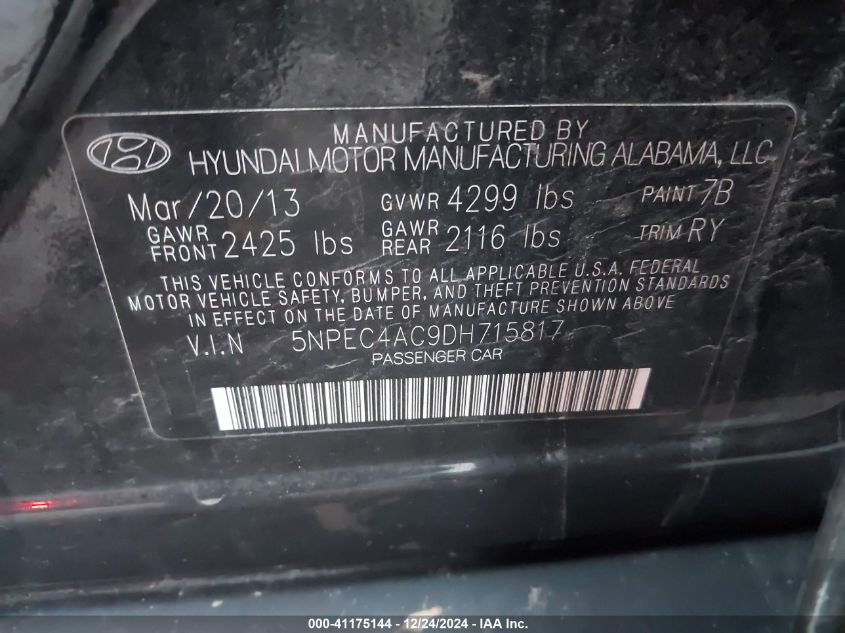 MANUFACTURED BY
HYUNDAI MOTOR MANUFACTURING ALABAMA, LLC
Mar/20/13 GVWR 4299 lbs PAINT 7B
GAWR FRONT 2425 lbs GAWR REAR 2116 lbs TRIM RY
THIS VEHICLE CONFORMS TO ALL APPLICABLE U.S.A. FEDERAL
MOTOR VEHICLE SAFETY, BUMPER, AND THEFT PREVENTION STANDARDS
IN EFFECT ON THE DATE OF MANUFACTURE SHOWN ABOVE
V.I.N 5NPEC4AC9DH715817
PASSENGER CAR
000-41175144 - 12/24/2024 - IAA Inc.